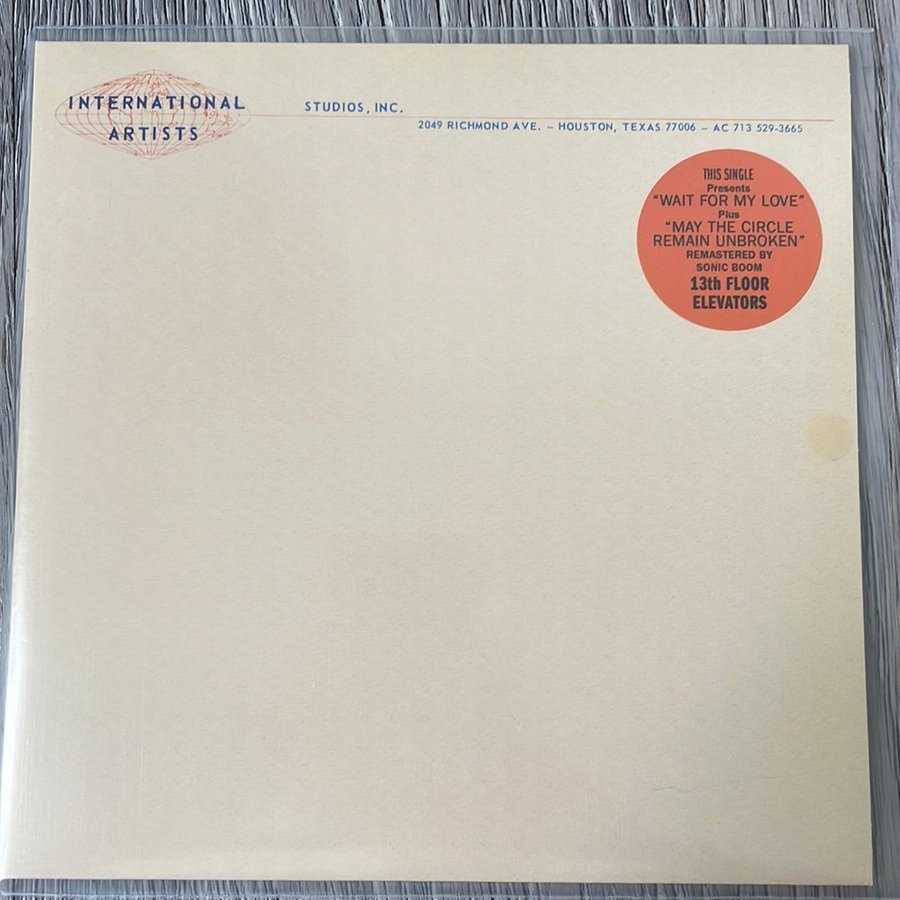 INTERNATIONAL
ARTISTS
STUDIOS, INC.
2049 RICHMOND AVE. – HOUSTON, TEXAS 77006 – AC 713 529-3665
THIS SINGLE
Presents
"WAIT FOR MY LOVE"
Plus
"MAY THE CIRCLE
REMAIN UNBROKEN"
REMASTERED BY
SONIC BOOM
13th FLOOR
ELEVATORS